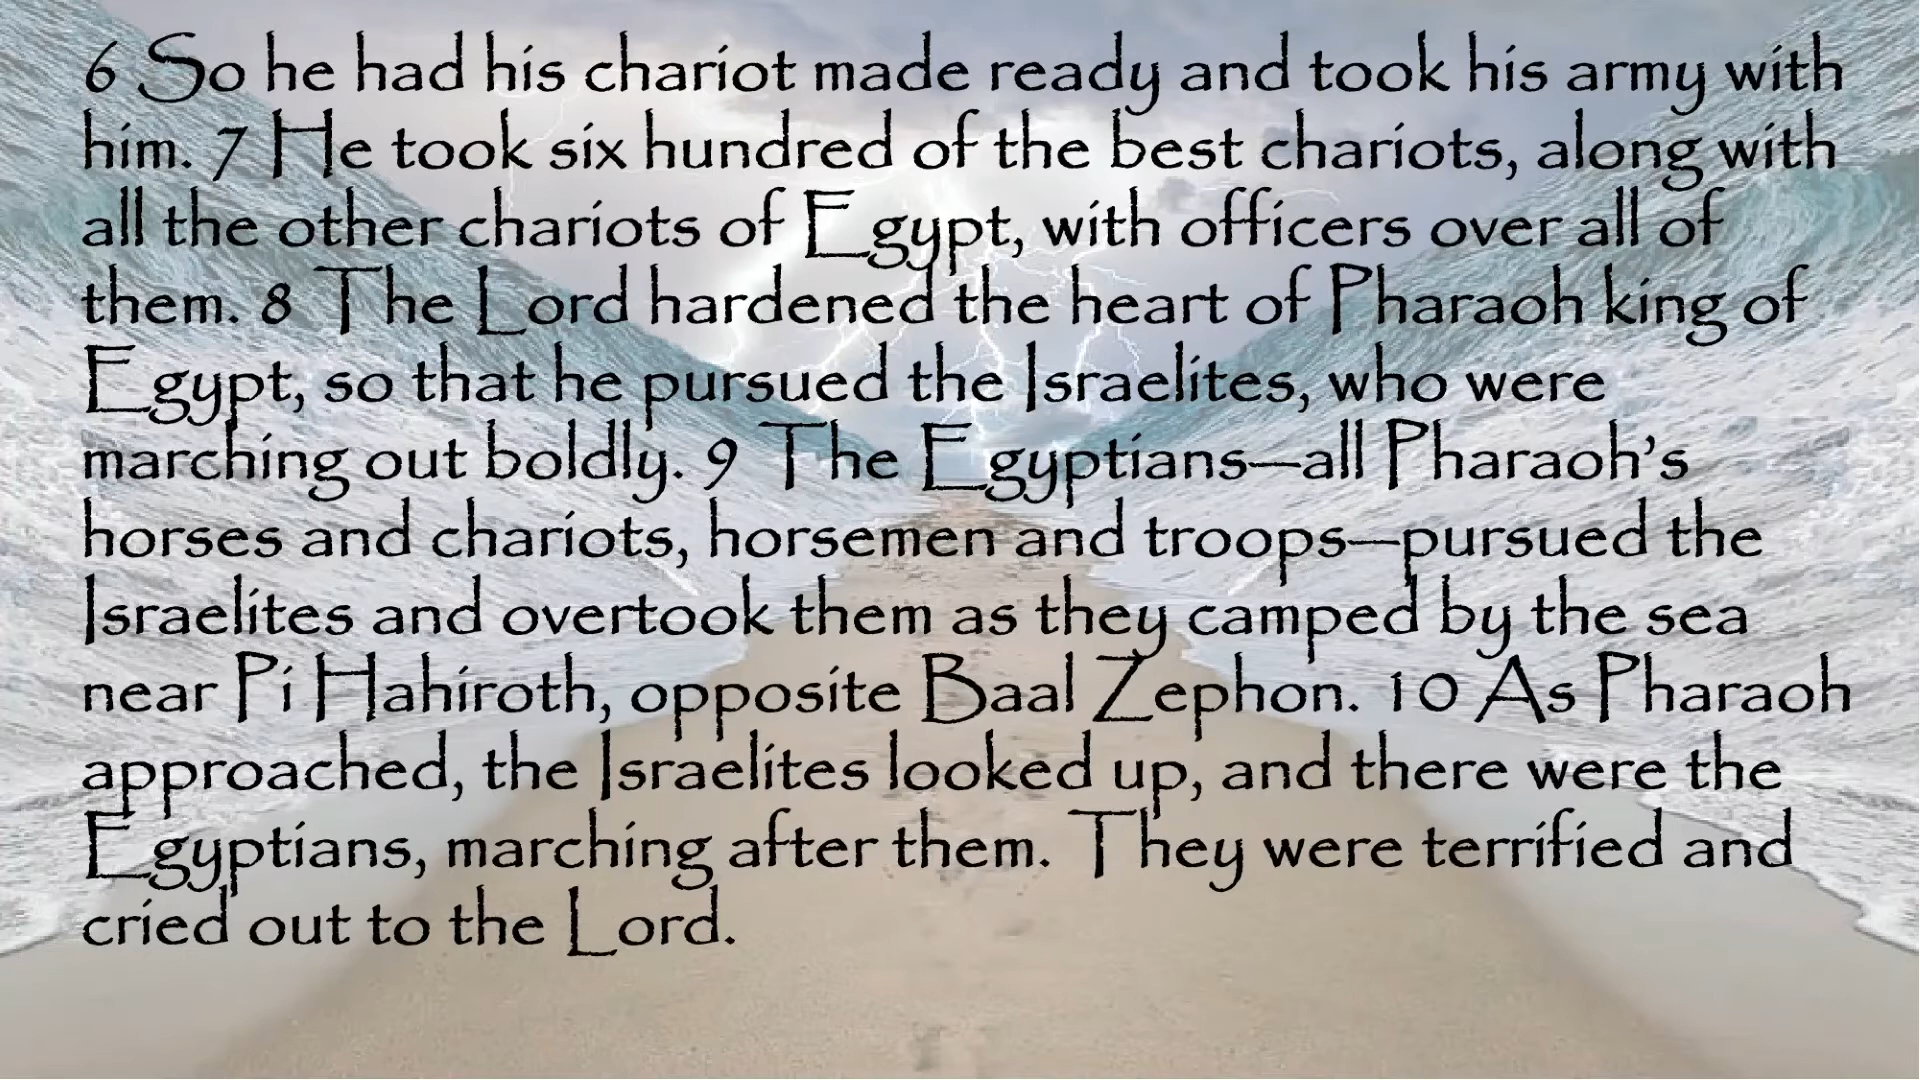 6 So he had his chariot made ready and took his army with
him. 7 He took six hundred of the best chariots, along with
all the other chariots of Egypt, with officers over all of
them. 8 The Lord hardened the heart of Pharaoh king of
Egypt, so that he pursued the Israelites, who were
marching out boldly. 9 The Egyptians—all Pharaoh’s
horses and chariots, horsemen and troops—pursued the
Israelites and overtook them as they camped by the sea
near Pi Hahiroth, opposite Baal Zephon. 10 As Pharaoh
approached, the Israelites looked up, and there were the
Egyptians, marching after them. They were terrified and
cried out to the Lord.